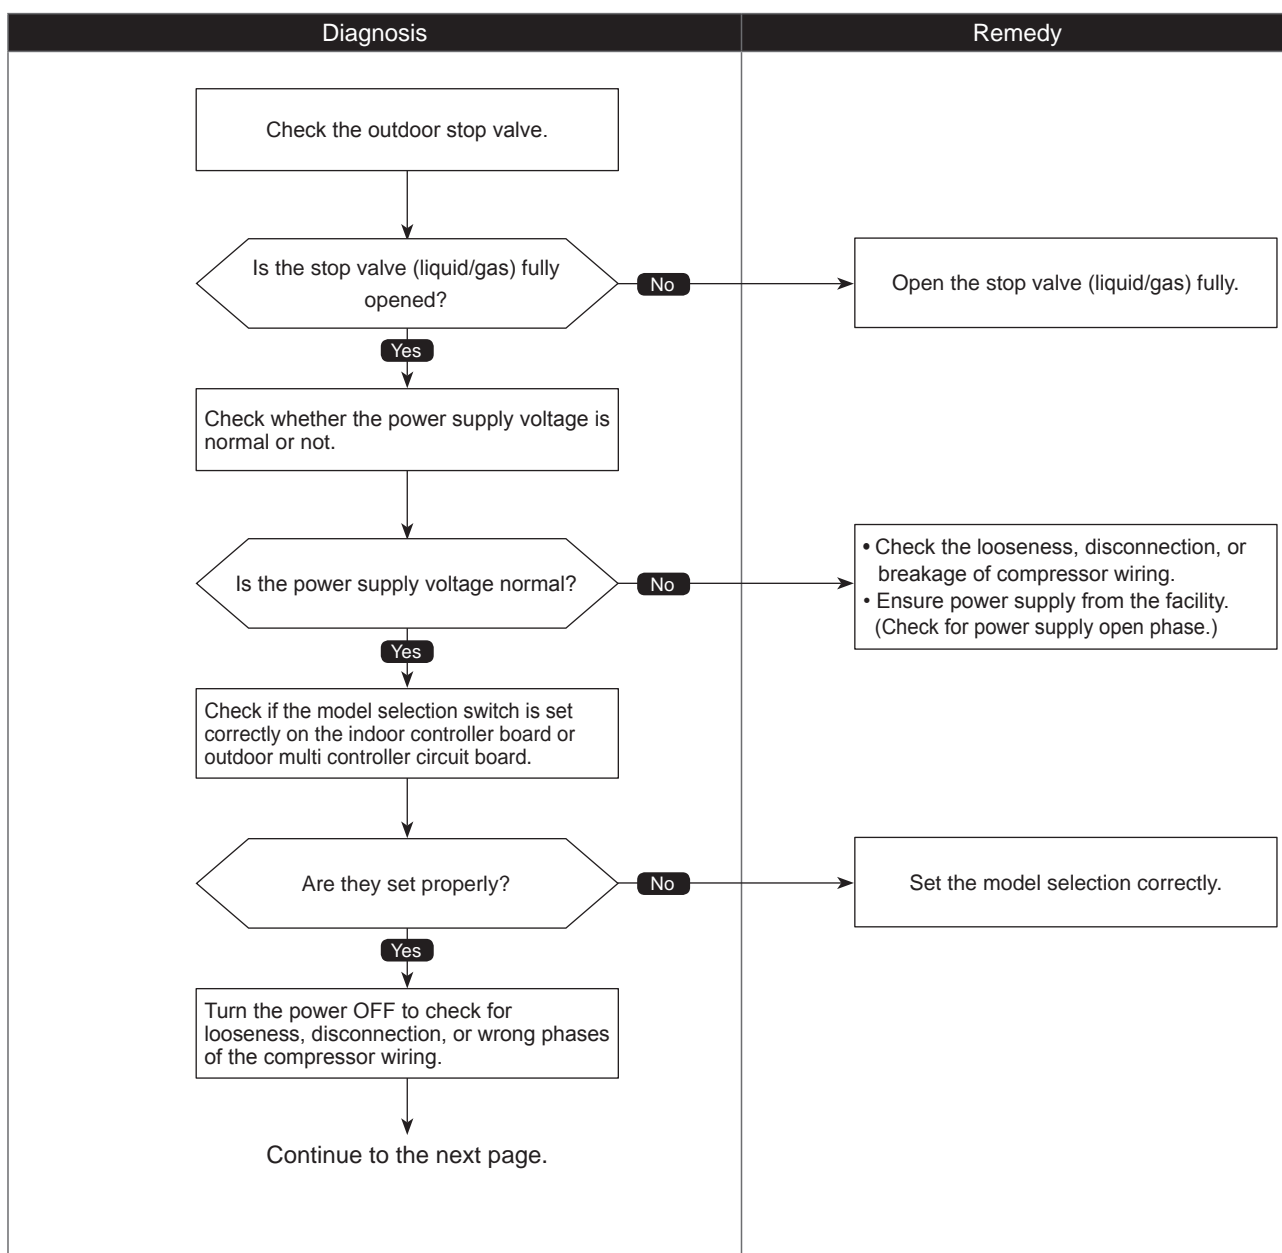 Diagnosis
Remedy
Check the outdoor stop valve.
Is the stop valve (liquid/gas) fully
opened?
No
Open the stop valve (liquid/gas) fully.
Yes
Check whether the power supply voltage is
normal or not.
Is the power supply voltage normal?
No
• Check the looseness, disconnection, or
breakage of compressor wiring.
• Ensure power supply from the facility.
(Check for power supply open phase.)
Yes
Check if the model selection switch is set
correctly on the indoor controller board or
outdoor multi controller circuit board.
Are they set properly?
No
Set the model selection correctly.
Yes
Turn the power OFF to check for
looseness, disconnection, or wrong phases
of the compressor wiring.
Continue to the next page.